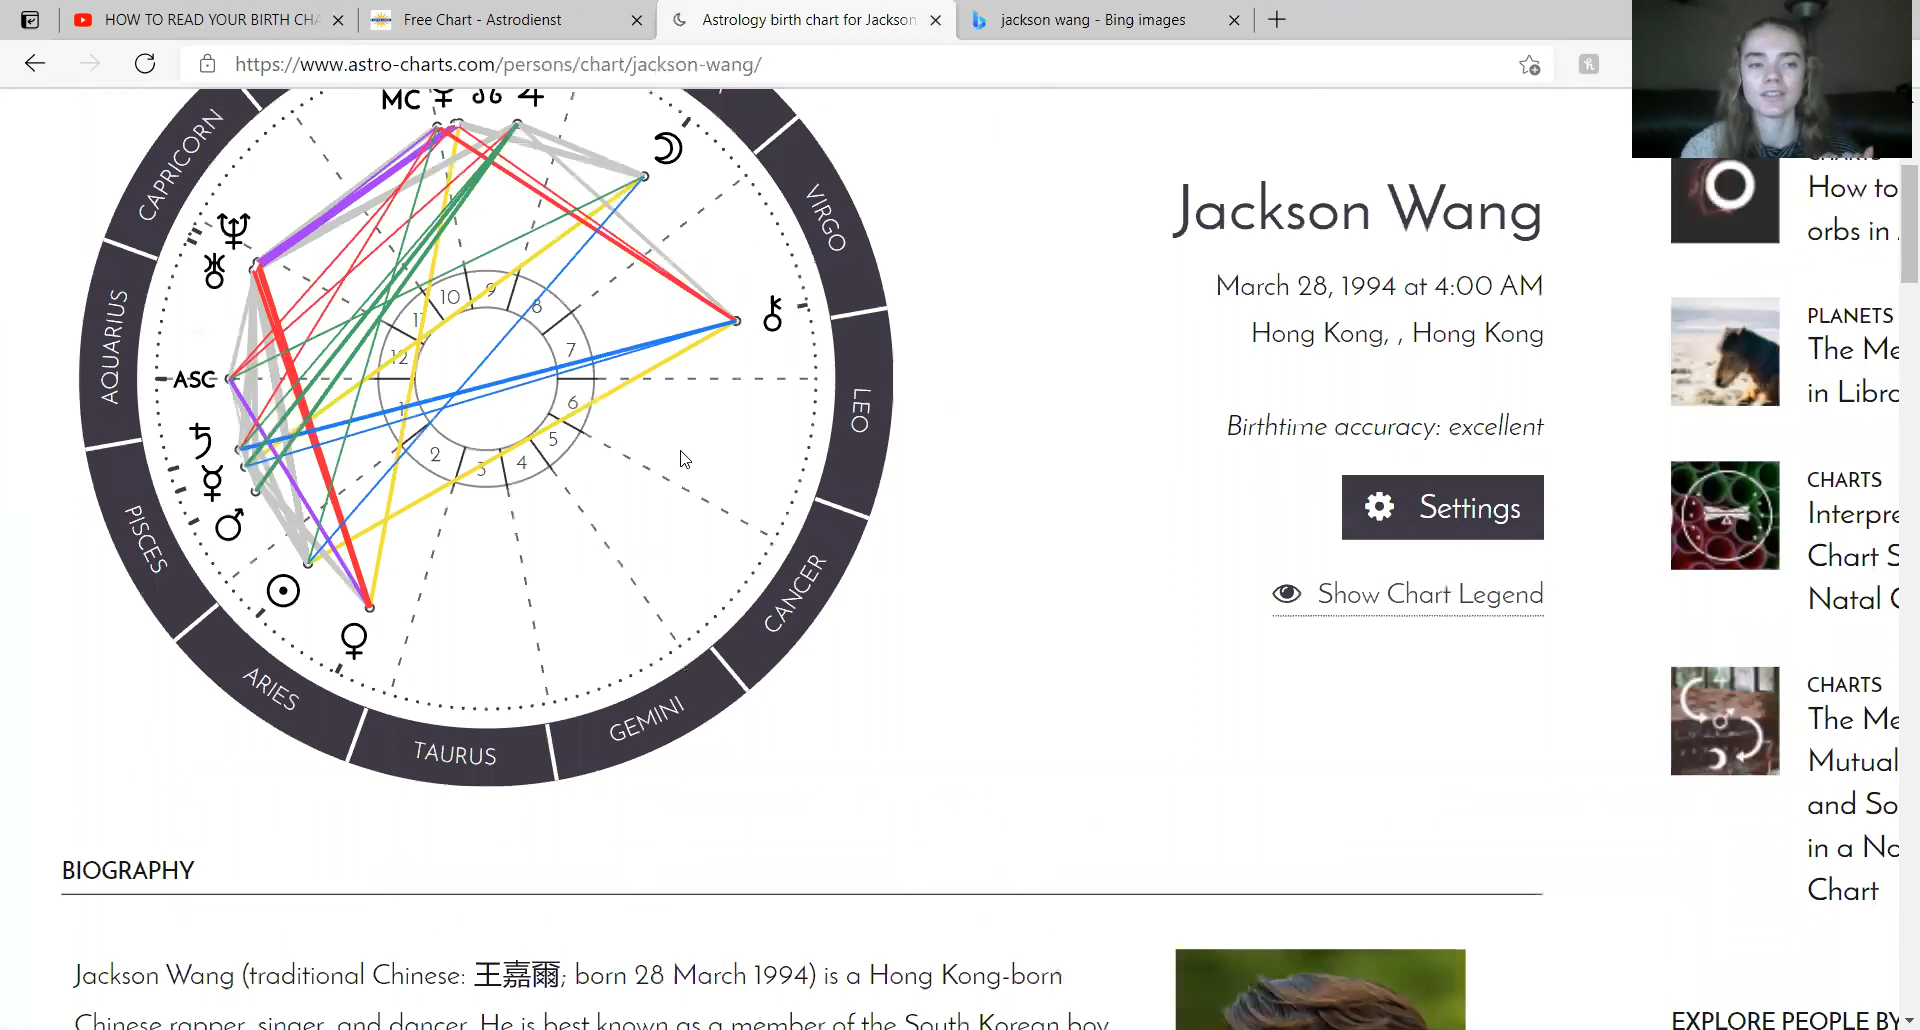 HOW TO READ YOUR BIRTH CHA
Free Chart - Astrodienst
Astrology birth chart for Jackson
jackson wang - Bing images
https://www.astro-charts.com/persons/chart/jackson-wang/
MC
CAPRICORN
VIRGO
AQUARIUS
ASC
LEO
PISCES
CANCER
ARIES
TAURUS
GEMINI
10
9
8
11
7
12
1
6
2
3
4
5
Jackson Wang
March 28, 1994 at 4:00 AM
Hong Kong, , Hong Kong
Birthtime accuracy: excellent
Settings
Show Chart Legend
How to
orbs in
PLANETS
The Me
in Libra
CHARTS
Interpre
Chart S
Natal C
CHARTS
The Me
Mutual
and So
in a No
Chart
BIOGRAPHY
Jackson Wang (traditional Chinese: 王嘉爾; born 28 March 1994) is a Hong Kong-born
Chinese rapper, singer, and dancer. He is best known as a member of the South Korean boy
EXPLORE PEOPLE BY